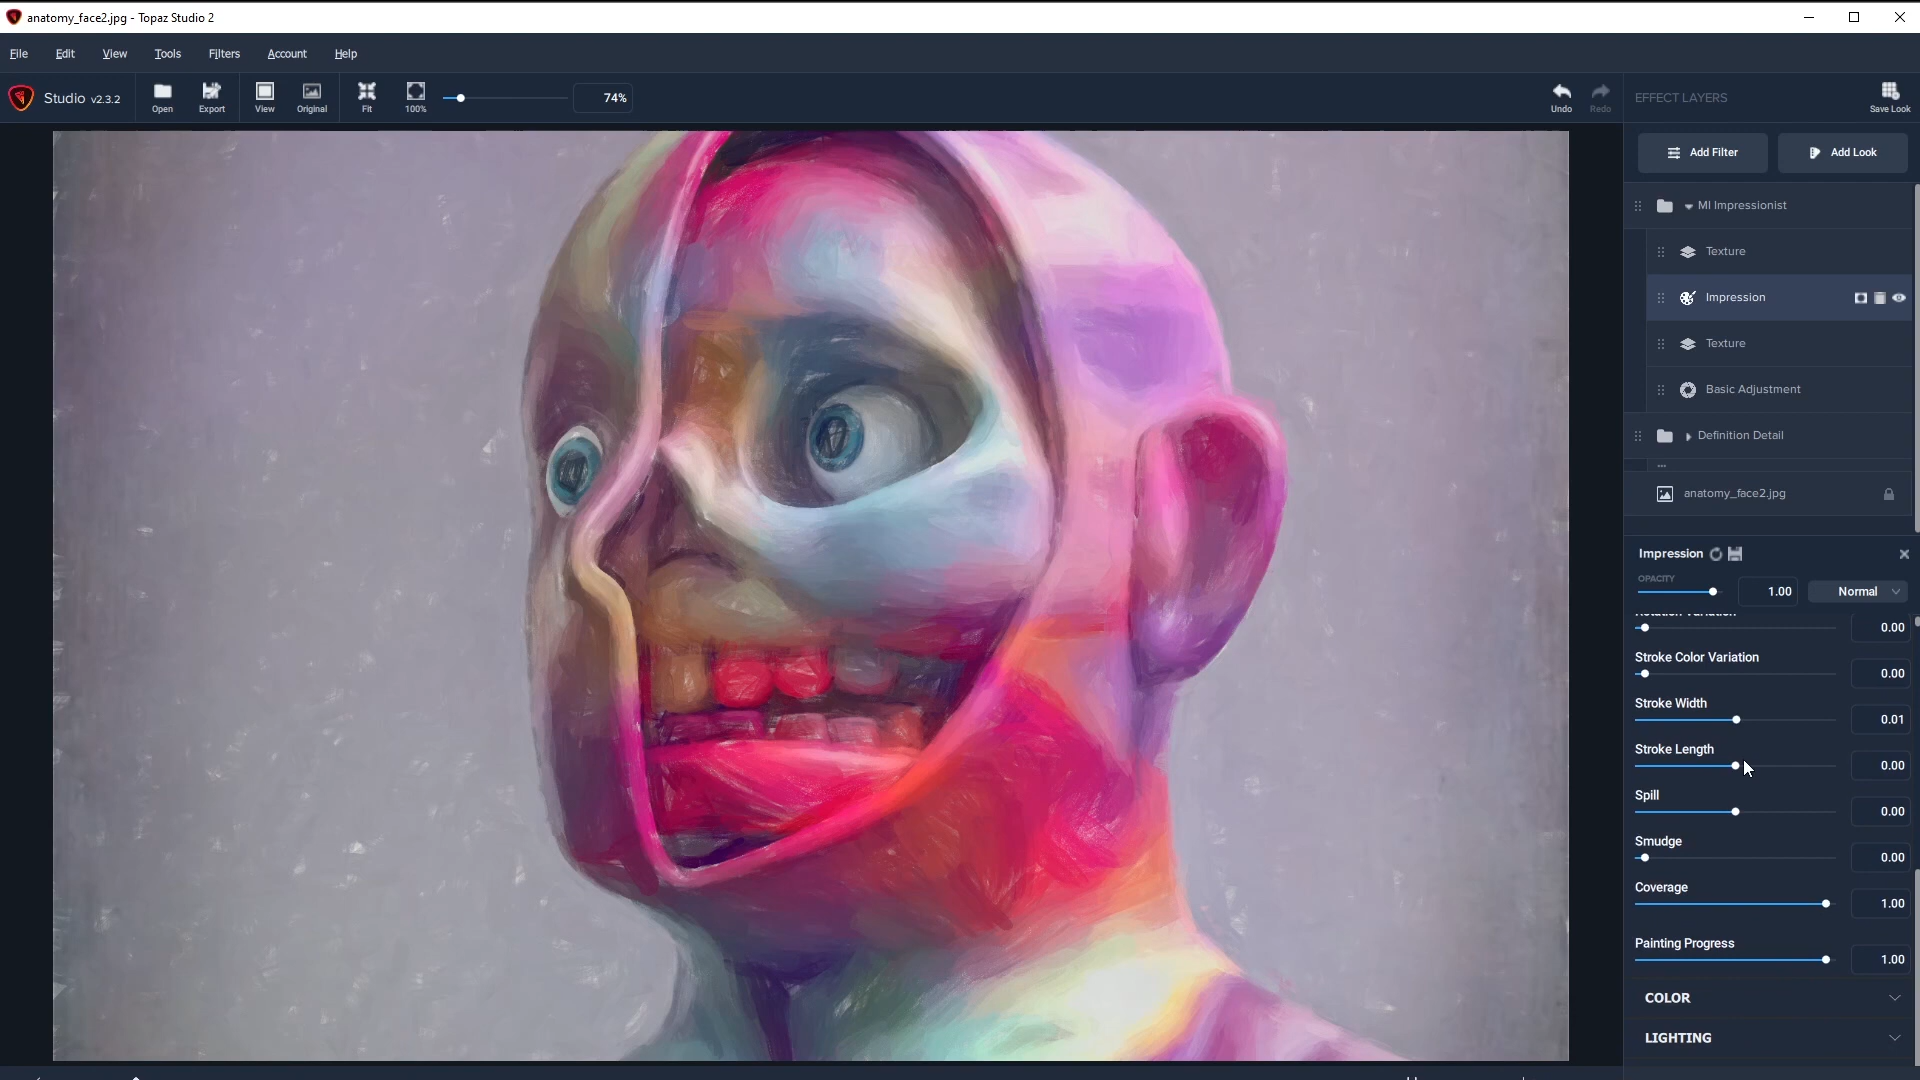 anatomy_face2.jpg - Topaz Studio 2
File Edit View Tools Filters Account Help
Studio v2.3.2
Open Export View Original Fit 100% 74% Undo Redo
EFFECT LAYERS
Save Look
Add Filter Add Look
MI Impressionist
Texture
Impression
Texture
Basic Adjustment
Definition Detail
anatomy_face2.jpg
Impression
OPACITY
1.00 Normal
Rotation Variation
0.00
Stroke Color Variation
0.00
Stroke Width
0.01
Stroke Length
0.00
Spill
0.00
Smudge
0.00
Coverage
1.00
Painting Progress
1.00
COLOR
LIGHTING